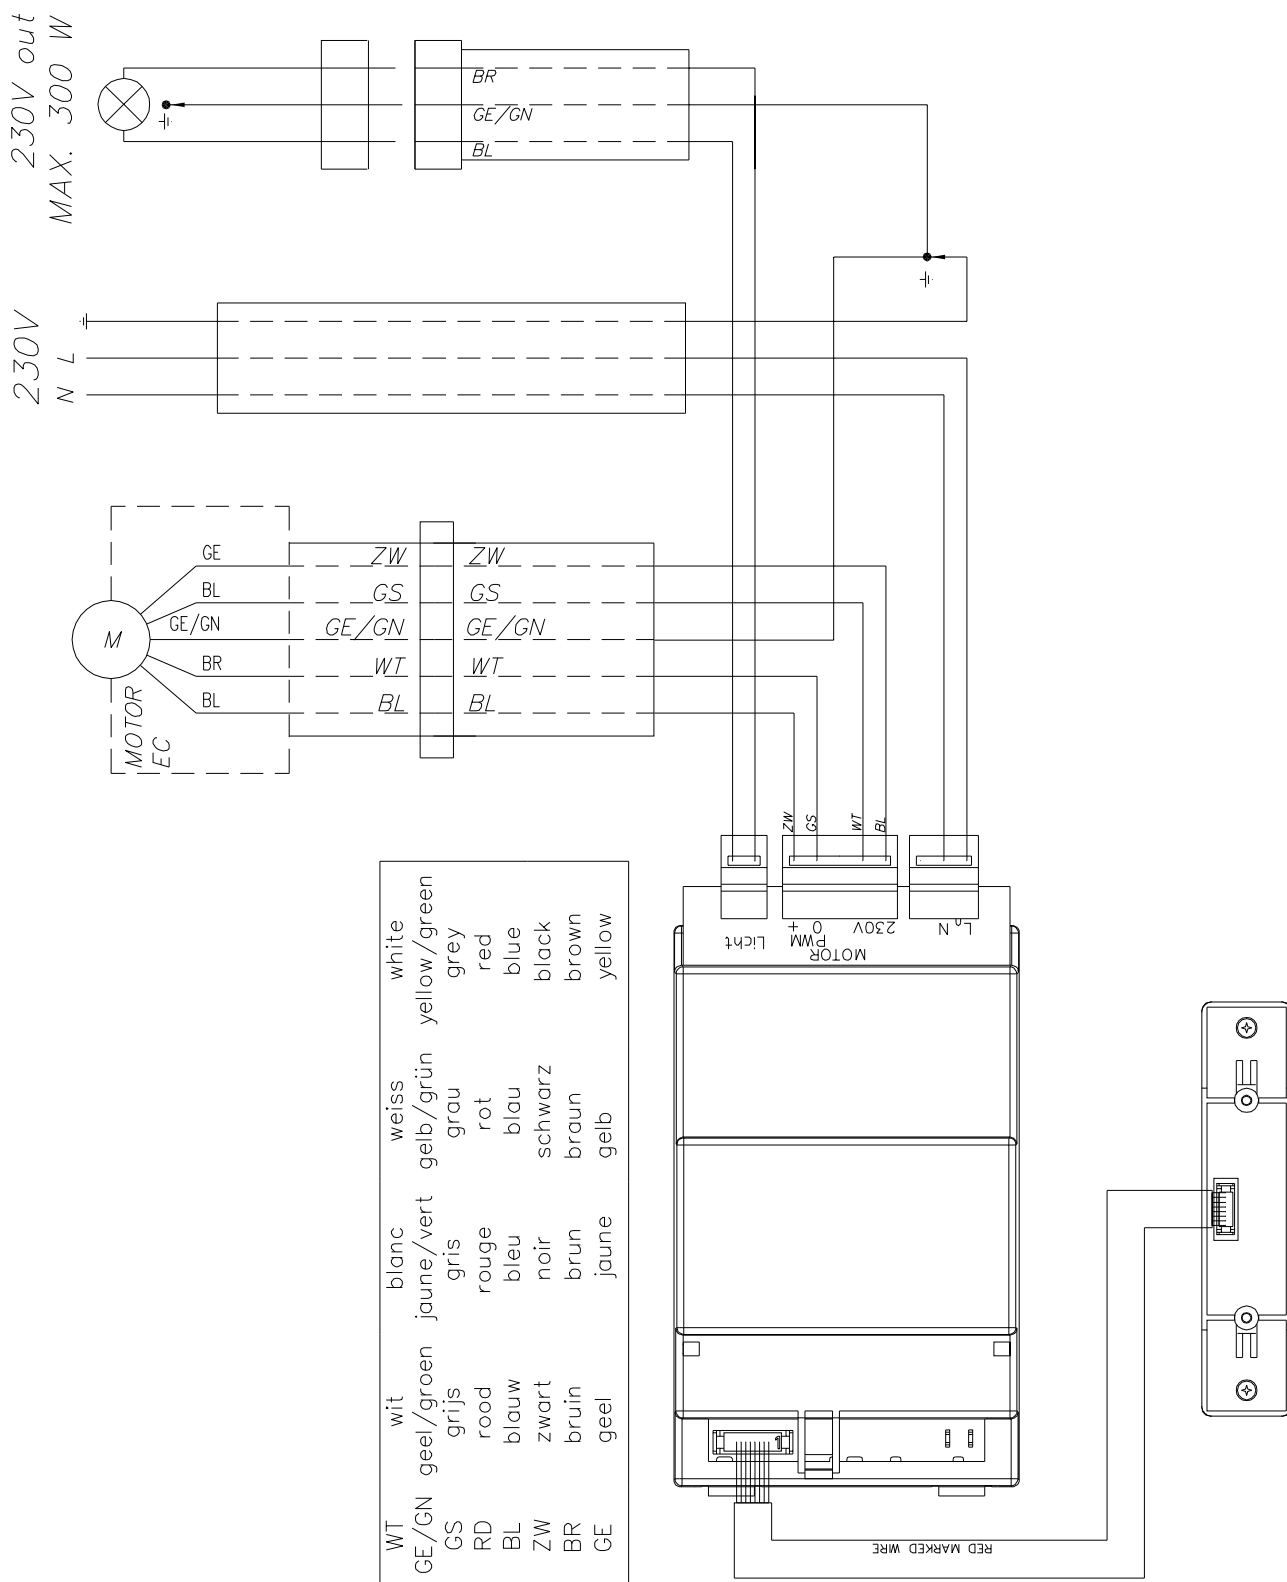 230V out
MAX. 300 W
BR
GE/GN
BL
230V
L
N
GE
BL
GE/GN
BR
BL
M
MOTOR
EC
ZW ZW
GS GS
GE/GN GE/GN
WT WT
BL BL
ZW
GS
WT
BL
Licht
+
0
PWM
230V
MOTOR
N
L
WT wit blanc weiss white
GE/GN geel/groen jaune/vert gelb/grün yellow/green
GS grijs gris grau grey
RD rood rouge rot red
BL blauw bleu blau blue
ZW zwart noir schwarz black
BR bruin brun braun brown
GE geel jaune gelb yellow
1
RED MARKED WIRE